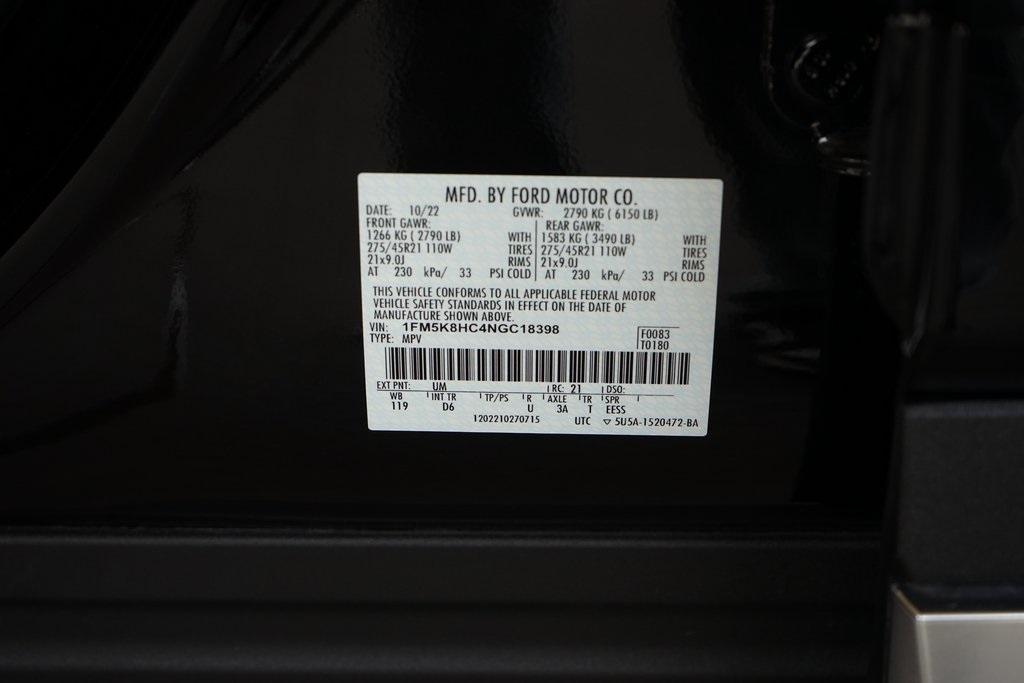 MFD. BY FORD MOTOR CO.
DATE: 10/22 GVWR: 2790 KG ( 6150 LB)
FRONT GAWR: REAR GAWR:
1266 KG ( 2790 LB) WITH 1583 KG ( 3490 LB) WITH
275/45R21 110W TIRES 275/45R21 110W TIRES
21x9.0J RIMS 21x9.0J RIMS
AT 230 kPa/ 33 PSI COLD AT 230 kPa/ 33 PSI COLD
THIS VEHICLE CONFORMS TO ALL APPLICABLE FEDERAL MOTOR
VEHICLE SAFETY STANDARDS IN EFFECT ON THE DATE OF
MANUFACTURE SHOWN ABOVE.
VIN: 1FM5K8HC4NGC18398 F0083
TYPE: MPV T0180
EXT PNT: UM RC: 21 DSO:
WB INT TR TP/PS R AXLE TR SPR
119 D6 U 3A T EESS
1202210270715 UTC ▽ 5U5A-1520472-BA